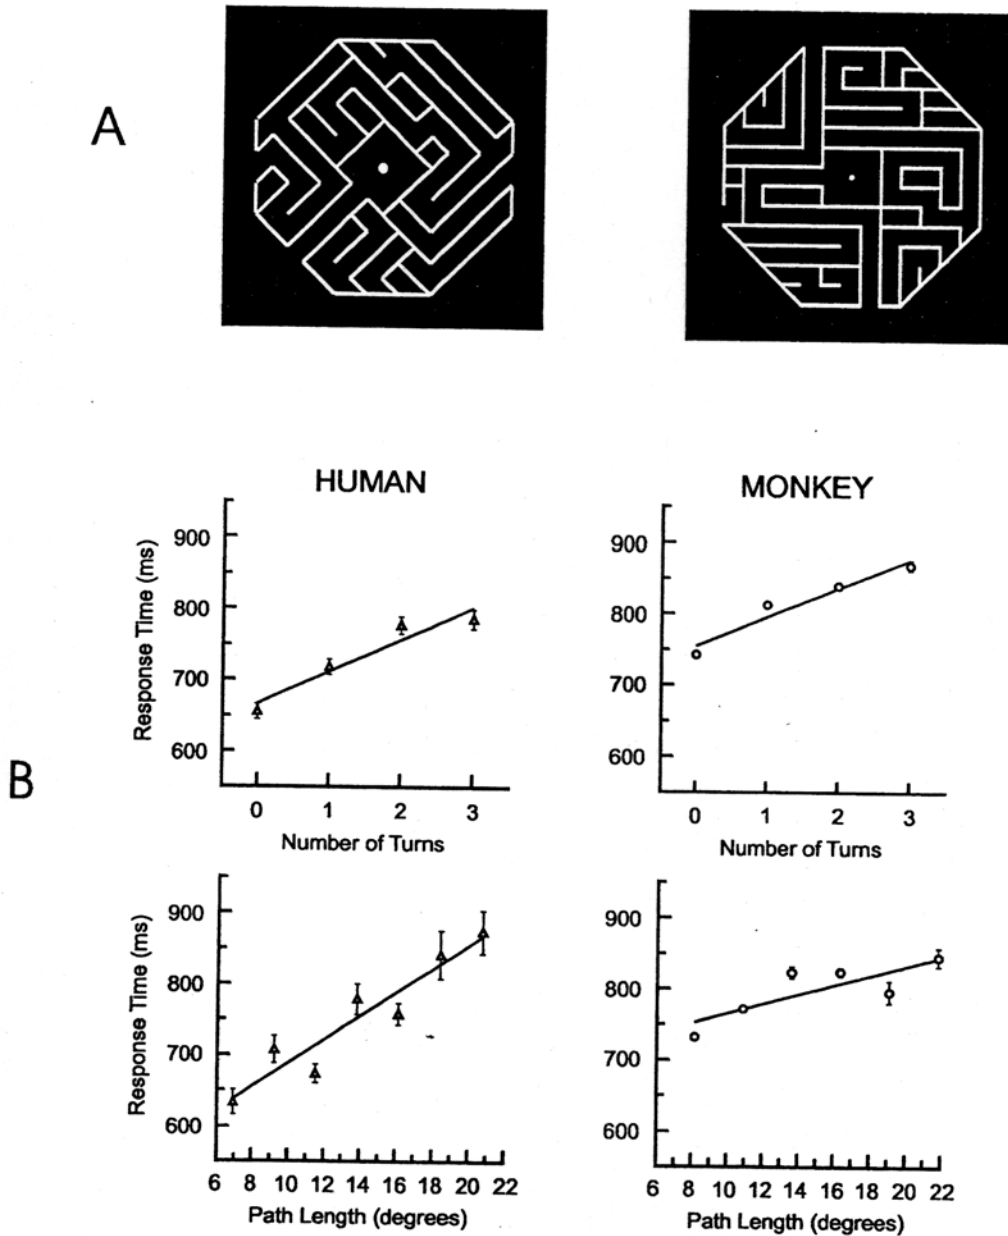 A
HUMAN
MONKEY
B
Response Time (ms)
900
800
700
600
0 1 2 3
Number of Turns
900
800
700
600
0 1 2 3
Number of Turns
Response Time (ms)
900
800
700
600
6 8 10 12 14 16 18 20 22
Path Length (degrees)
900
800
700
600
6 8 10 12 14 16 18 20 22
Path Length (degrees)